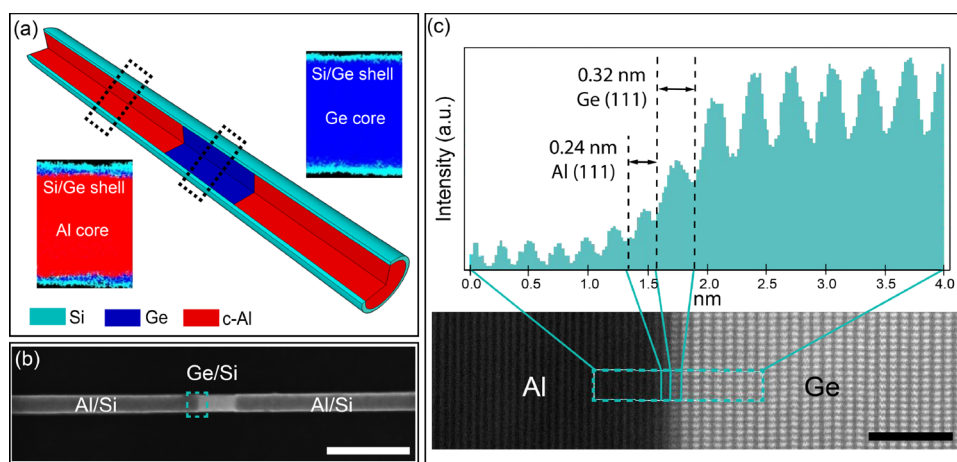 (a)
Si/Ge shell
Ge core
Si/Ge shell
Al core
Si Ge c-Al
(b)
Ge/Si
Al/Si Al/Si
(c)
Intensity (a.u.)
0.32 nm
Ge (111)
0.24 nm
Al (111)
0.0 0.5 1.0 1.5 2.0 2.5 3.0 3.5 4.0
nm
Al Ge